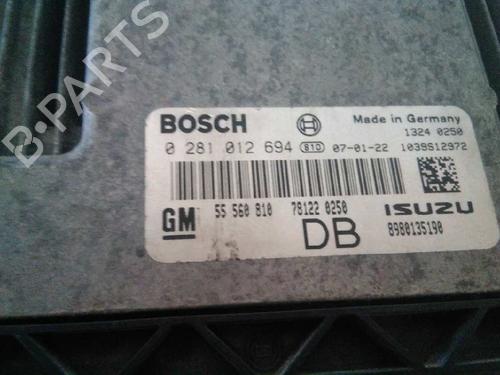 BOSCH
Made in Germany
1324 0250
0 281 012 694 810 07-01-22 1039S12972
55 560 810 78122 0250
GM
DB
ISUZU
8980135190
B-PARTS